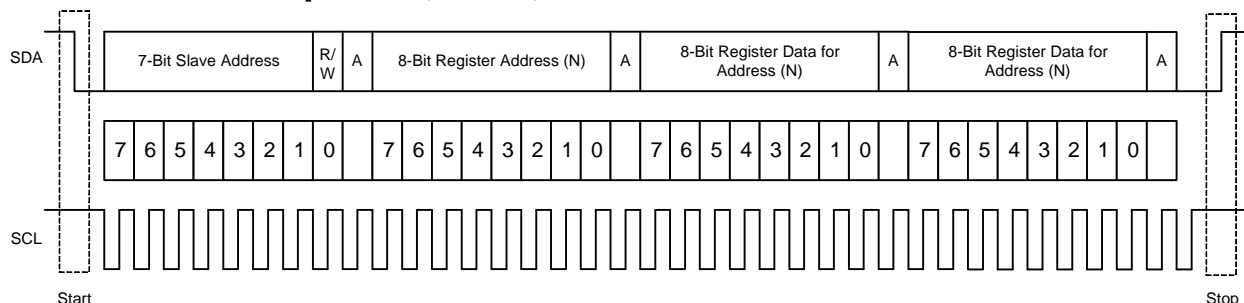 SDA
7-Bit Slave Address
R/
W
A
8-Bit Register Address (N)
A
8-Bit Register Data for
Address (N)
A
8-Bit Register Data for
Address (N)
A
7 6 5 4 3 2 1 0 7 6 5 4 3 2 1 0 7 6 5 4 3 2 1 0 7 6 5 4 3 2 1 0
SCL
Start
Stop